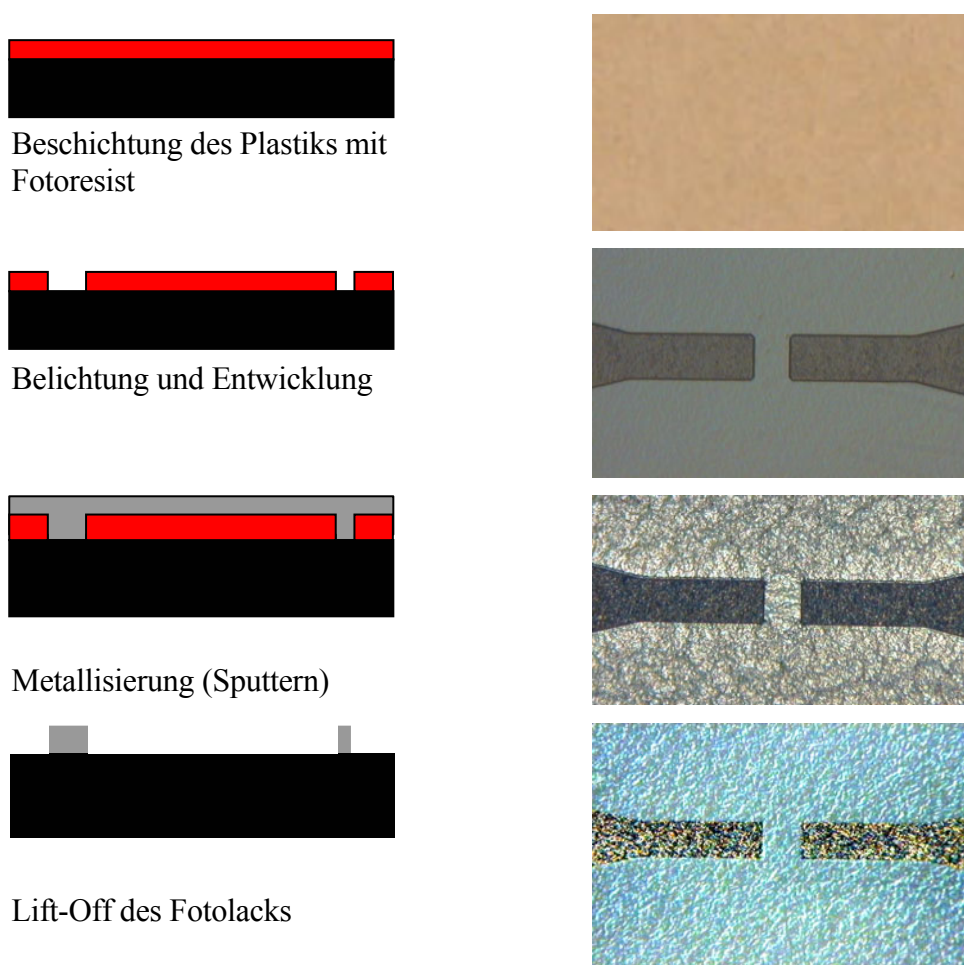 Beschichtung des Plastiks mit
Fotoresist
Belichtung und Entwicklung
Metallisierung (Sputtern)
Lift-Off des Fotolacks